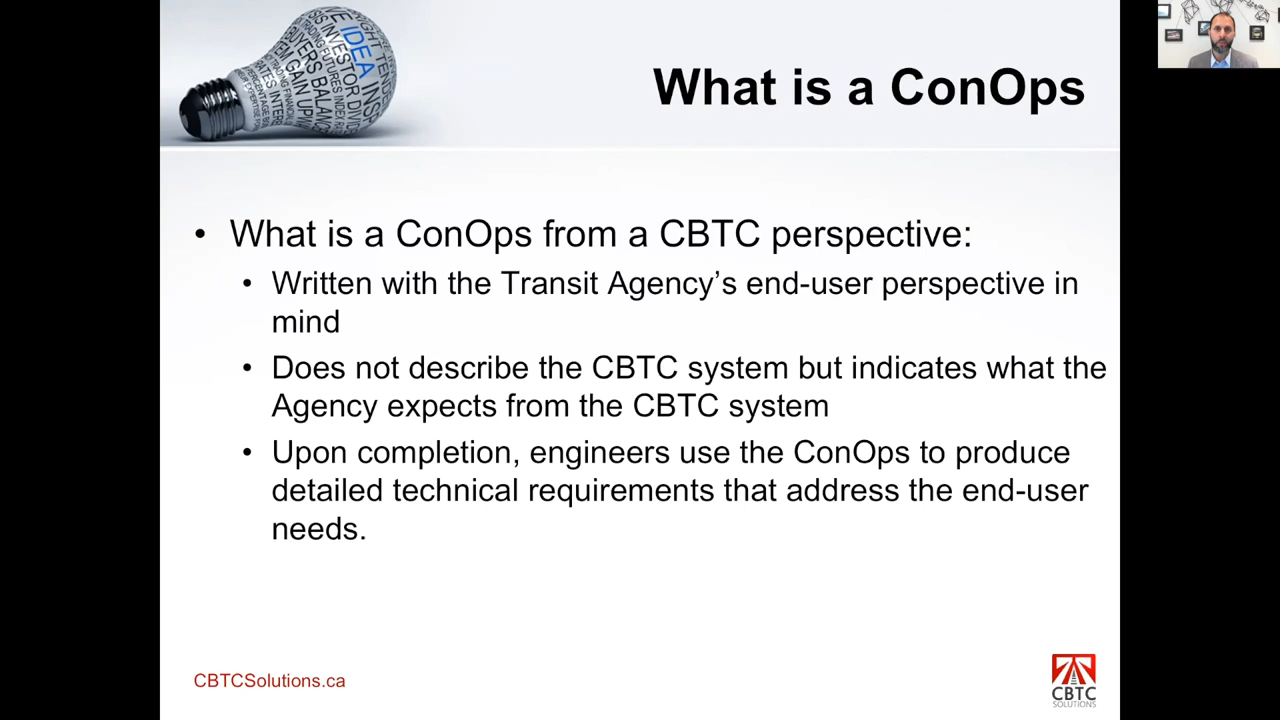 What is a ConOps
IDEA
• What is a ConOps from a CBTC perspective:
• Written with the Transit Agency’s end-user perspective in
mind
• Does not describe the CBTC system but indicates what the
Agency expects from the CBTC system
• Upon completion, engineers use the ConOps to produce
detailed technical requirements that address the end-user
needs.
CBTCSolutions.ca
CBTC
SOLUTIONS